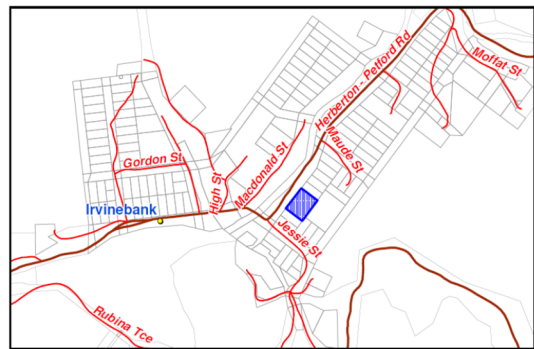 Moffat St
Herberton - Petford Rd
Maude St
Macdonald St
Gordon St
High St
Irvinebank
Jessie St
Rubina Tce